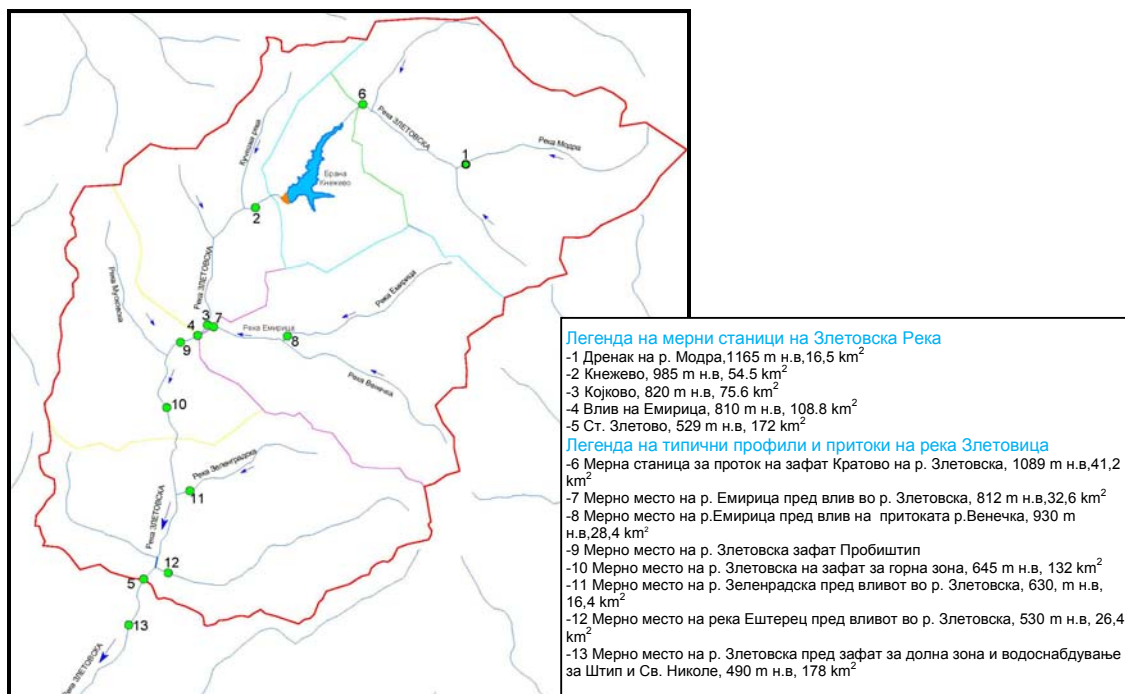 6
Река ЗЛЕТОВСКА
1
Река Модра
Брана
Кнежево
2
Река ЗЛЕТОВСКА
Река Емирица
3
7
4
Река Емирица
8
9
Река Венечка
10
Река Зеленградска
11
Река ЗЛЕТОВСКА
12
5
13
Река ЗЛЕТОВСКА
Легенда на мерни станици на Злетовска Река
-1 Дренак на р. Модра,1165 m н.в,16,5 km²
-2 Кнежево, 985 m н.в, 54.5 km²
-3 Којково, 820 m н.в, 75.6 km²
-4 Влив на Емирица, 810 m н.в, 108.8 km²
-5 Ст. Злетово, 529 m н.в, 172 km²
Легенда на типични профили и притоки на река Злетовица
-6 Мерна станица за проток на зафат Кратово на р. Злетовска, 1089 m н.в,41,2
km²
-7 Мерно место на р. Емирица пред влив во р. Злетовска, 812 m н.в,32,6 km²
-8 Мерно место на р.Емирица пред влив на притоката р.Венечка, 930 m
н.в,28,4 km²
-9 Мерно место на р. Злетовска зафат Пробиштип
-10 Мерно место на р. Злетовска на зафат за горна зона, 645 m н.в, 132 km²
-11 Мерно место на р. Зеленрадска пред вливот во р. Злетовска, 630, m н.в,
16,4 km²
-12 Мерно место на река Ештерец пред вливот во р. Злетовска, 530 m н.в, 26,4
km²
-13 Мерно место на р. Злетовска пред зафат за долна зона и водоснабдување
за Штип и Св. Николе, 490 m н.в, 178 km²